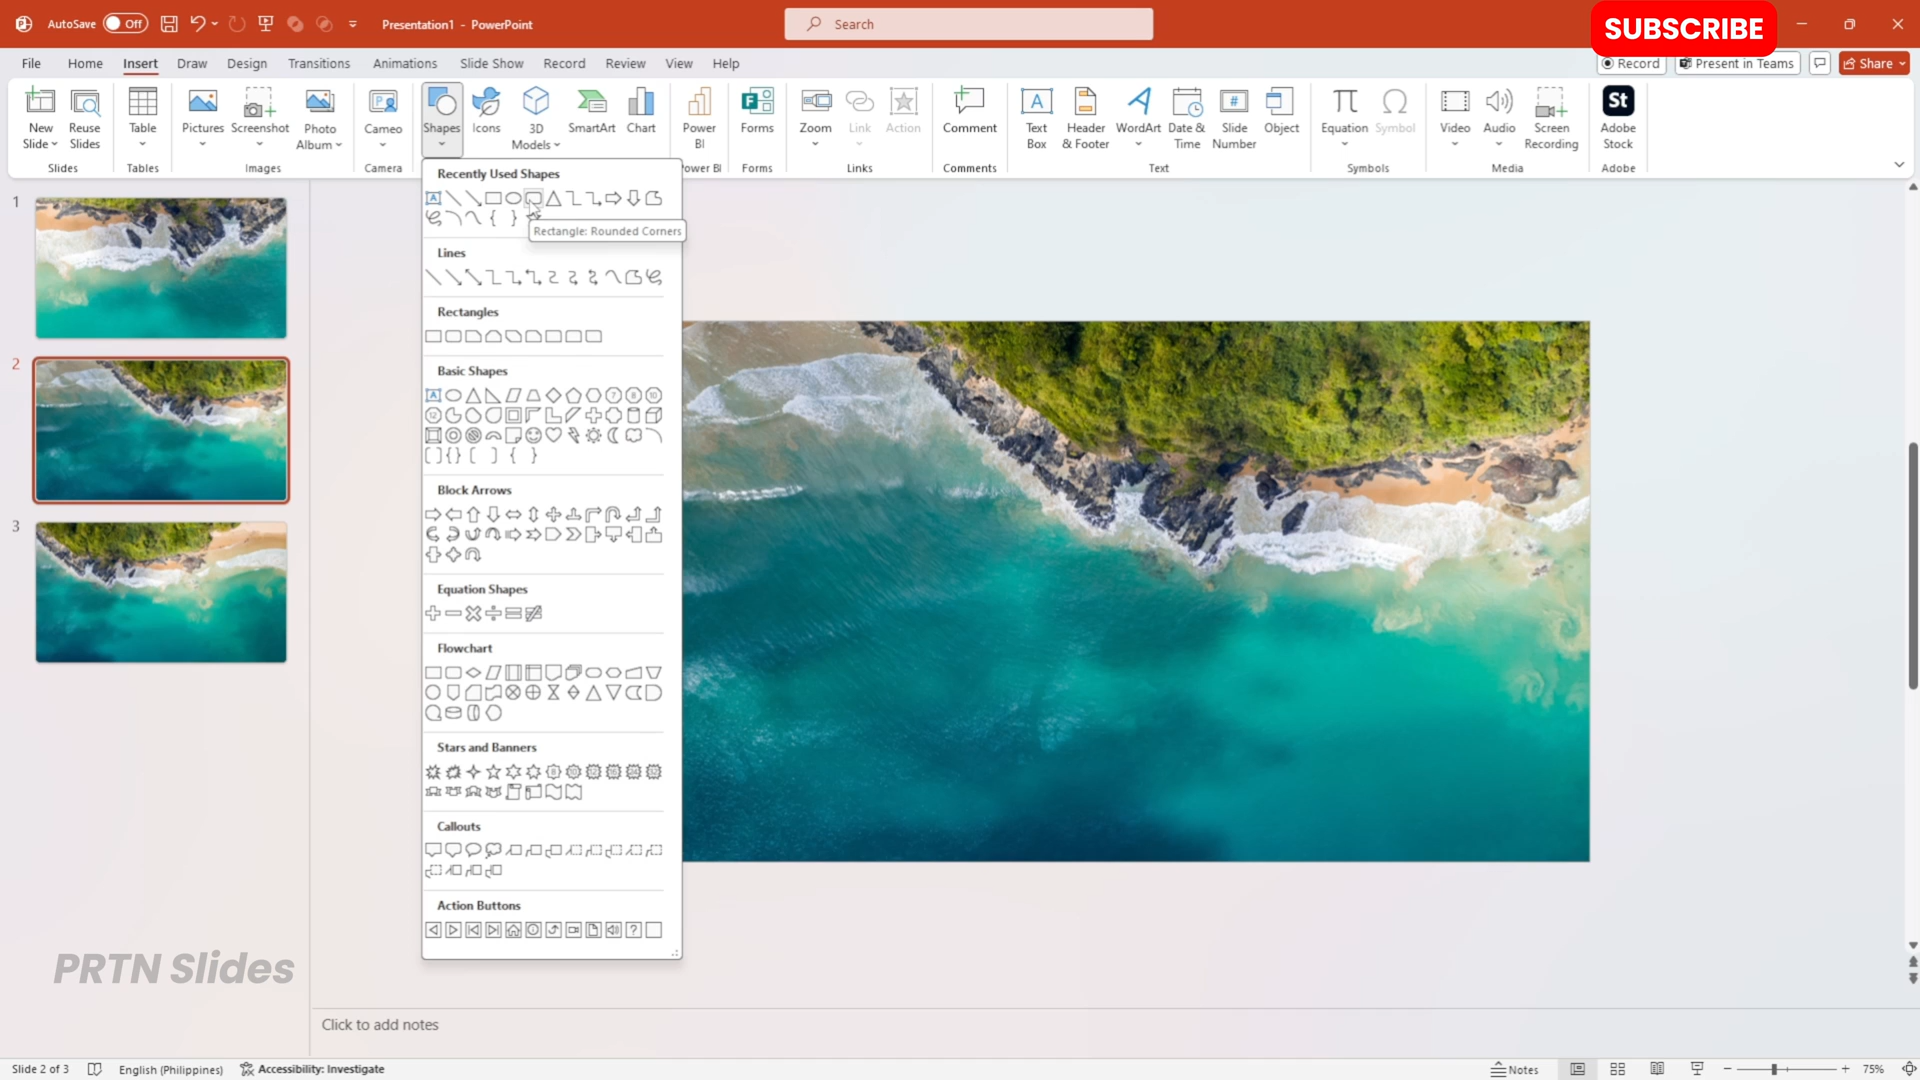 AutoSave Off
Presentation1 - PowerPoint
Search
SUBSCRIBE
File Home Insert Draw Design Transitions Animations Slide Show Record Review View Help
Record Present in Teams Share
New Slide
Reuse Slides
Table
Pictures
Screenshot
Photo Album
Cameo
Shapes
Icons
3D Models
SmartArt
Chart
Power BI
Forms
Zoom
Link
Action
Comment
Text Box
Header & Footer
WordArt
Date & Time
Slide Number
Object
Equation
Symbol
Video
Audio
Screen Recording
Adobe Stock
Slides Tables Images Camera Power BI Forms Links Comments Text Symbols Media Adobe
Recently Used Shapes
Rectangle: Rounded Corners
Lines
Rectangles
Basic Shapes
Block Arrows
Equation Shapes
Flowchart
Stars and Banners
Callouts
Action Buttons
1
2
3
PRTN Slides
Click to add notes
Slide 2 of 3 English (Philippines) Accessibility: Investigate Notes 75%